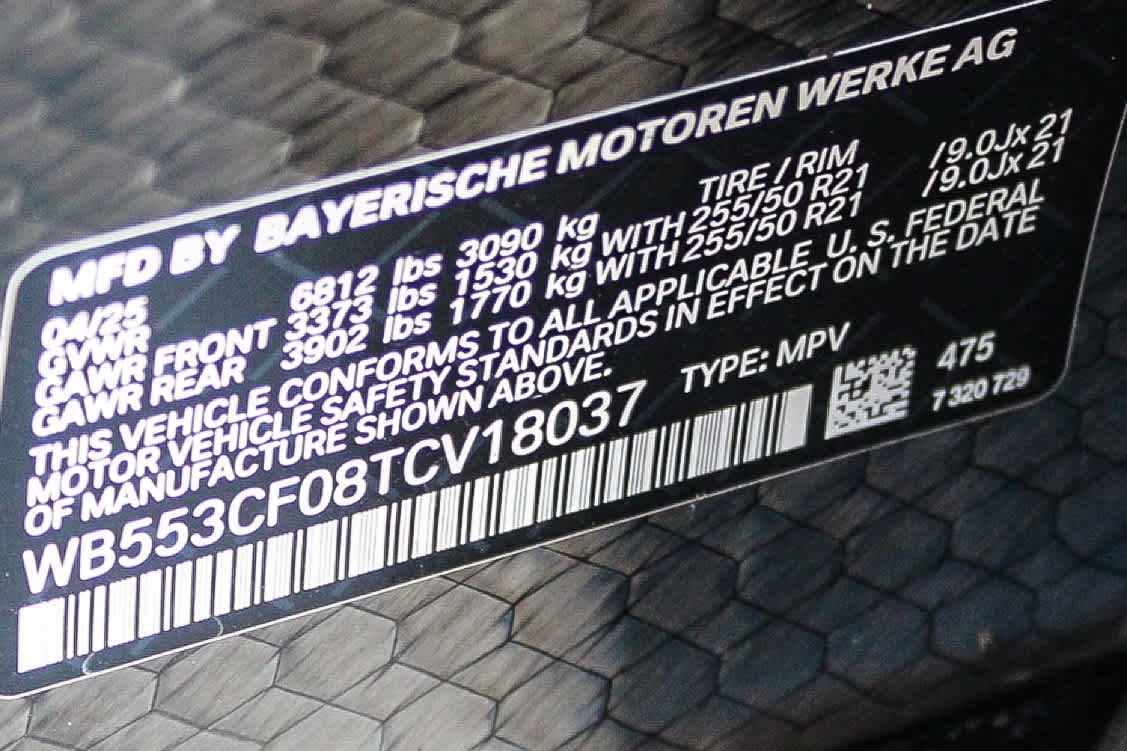 MFD BY BAYERISCHE MOTOREN WERKE AG
04/25 TIRE / RIM
GVWR 6812 lbs 3090 kg
GAWR FRONT 3373 lbs 1530 kg WITH 255/50 R21 /9.0Jx 21
GAWR REAR 3902 lbs 1770 kg WITH 255/50 R21 /9.0Jx 21
THIS VEHICLE CONFORMS TO ALL APPLICABLE U. S. FEDERAL
MOTOR VEHICLE SAFETY STANDARDS IN EFFECT ON THE DATE
OF MANUFACTURE SHOWN ABOVE.
WB553CF08TCV18037 TYPE: MPV
475
7 320 729